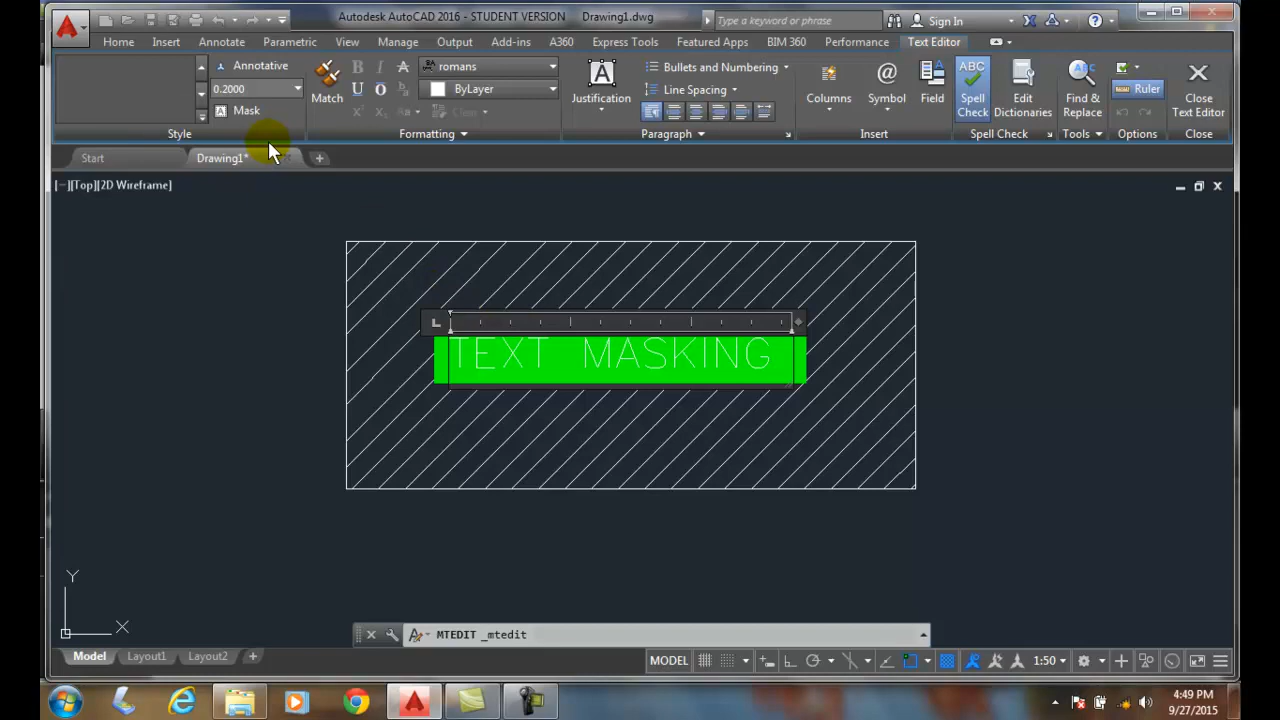 Autodesk AutoCAD 2016 - STUDENT VERSION Drawing1.dwg Type a keyword or phrase Sign In
Home Insert Annotate Parametric View Manage Output Add-ins A360 Express Tools Featured Apps BIM 360 Performance Text Editor
Annotative
0.2000
Mask
Match
B I A romans
U O ByLayer
Clean
Justification
Bullets and Numbering
Line Spacing
Columns Symbol Field
ABC
Spell Check
Edit Dictionaries
Find & Replace
Ruler
Close Text Editor
Style Formatting Paragraph Insert Spell Check Tools Options Close
Start Drawing1* +
[−][Top][2D Wireframe]
TEXT MASKING
Y
X
MTEDIT _mtedit
Model Layout1 Layout2 + MODEL 1:50
4:49 PM
9/27/2015